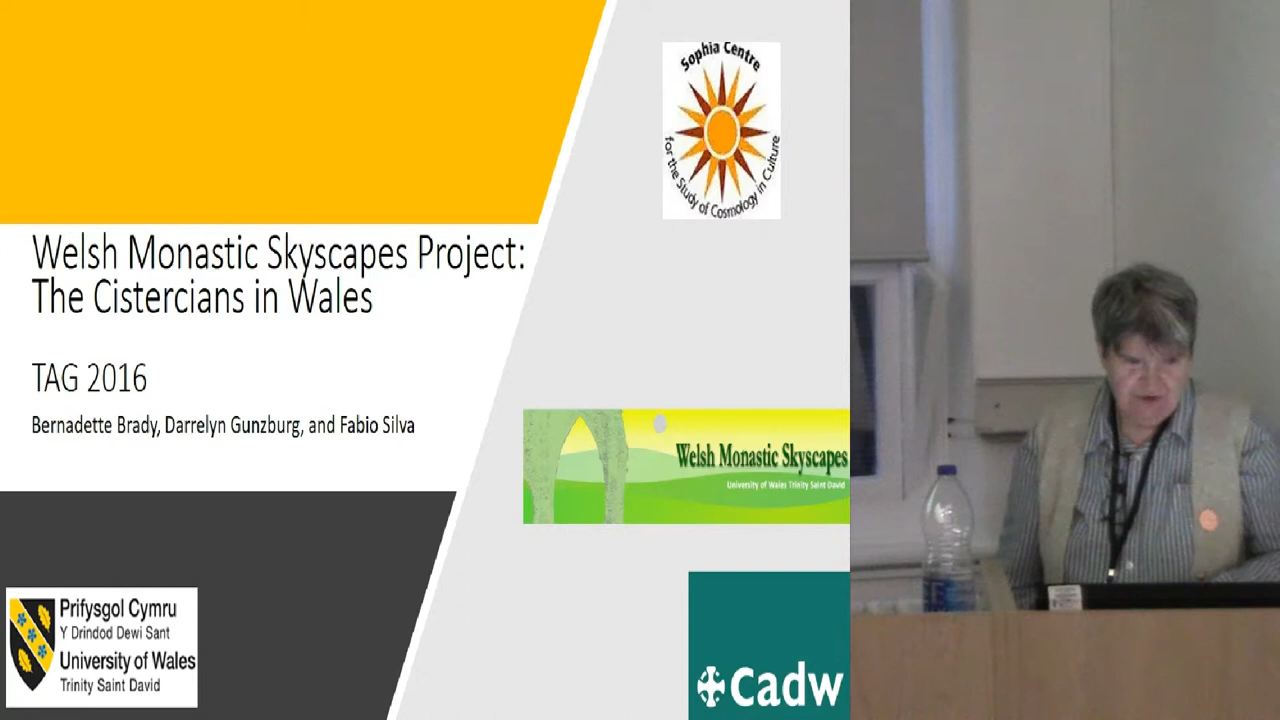 Sophia Centre
for the Study of Cosmology in Culture
Welsh Monastic Skyscapes Project:
The Cistercians in Wales
TAG 2016
Bernadette Brady, Darrelyn Gunzburg, and Fabio Silva
Welsh Monastic Skyscapes
University of Wales Trinity Saint David
Prifysgol Cymru
Y Drindod Dewi Sant
University of Wales
Trinity Saint David
Cadw